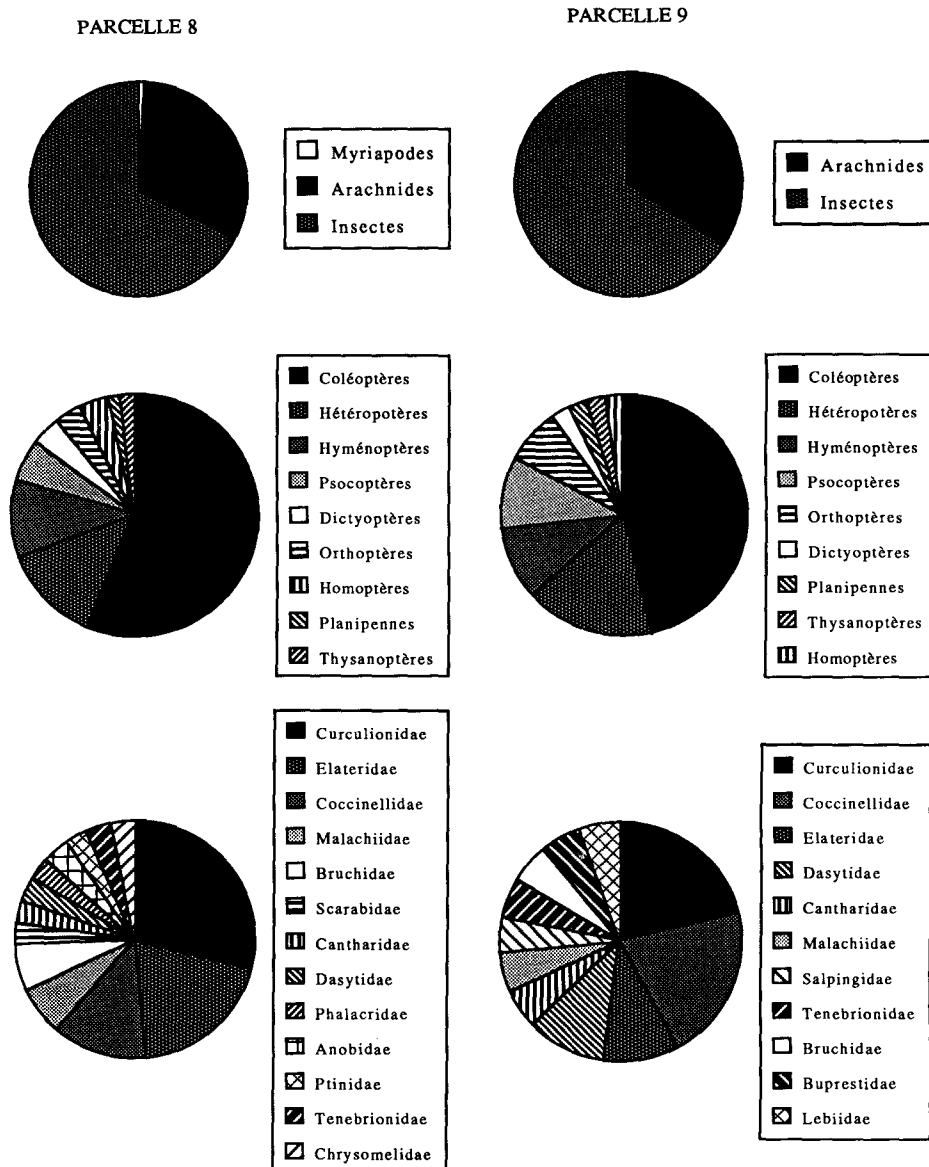 PARCELLE 8
PARCELLE 9
Myriapodes
Arachnides
Insectes
Arachnides
Insectes
Coléoptères
Hétéropotères
Hyménoptères
Psocoptères
Dictyoptères
Orthoptères
Homoptères
Planipennes
Thysanoptères
Coléoptères
Hétéropotères
Hyménoptères
Psocoptères
Orthoptères
Dictyoptères
Planipennes
Thysanoptères
Homoptères
Curculionidae
Elateridae
Coccinellidae
Malachiidae
Bruchidae
Scarabidae
Cantharidae
Dasytidae
Phalacridae
Anobidae
Ptinidae
Tenebrionidae
Chrysomelidae
Curculionidae
Coccinellidae
Elateridae
Dasytidae
Cantharidae
Malachiidae
Salpingidae
Tenebrionidae
Bruchidae
Buprestidae
Lebiidae